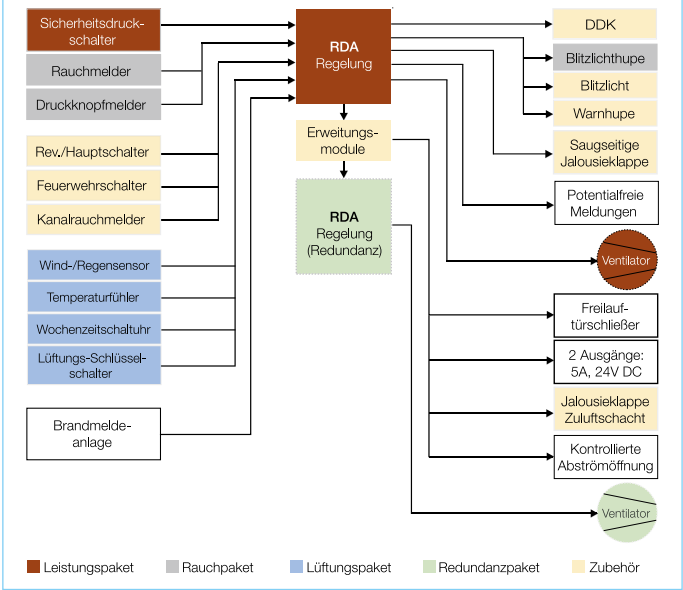 Sicherheitsdruck-
schalter
Rauchmelder
Druckknopfmelder
Rev./Hauptschalter
Feuerwehrschalter
Kanalrauchmelder
Wind-/Regensensor
Temperaturfühler
Wochenzeitschaltuhr
Lüftungs-Schlüssel-
schalter
Brandmelde-
anlage
RDA
Regelung
Erweitungs-
module
RDA
Regelung
(Redundanz)
DDK
Blitzlichthupe
Blitzlicht
Warnhupe
Saugseitige
Jalousieklappe
Potentialfreie
Meldungen
Ventilator
Freilauf-
türschließer
2 Ausgänge:
5A, 24V DC
Jalousieklappe
Zuluftschacht
Kontrollierte
Abströmöffnung
Ventilator
Leistungspaket
Rauchpaket
Lüftungspaket
Redundanzpaket
Zubehör